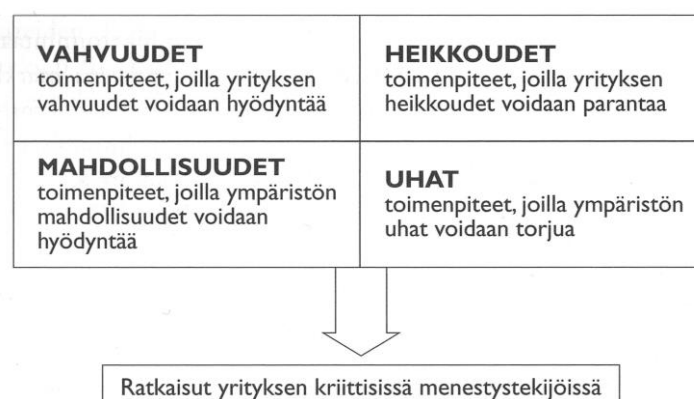 VAHVUUDET
toimenpiteet, joilla yrityksen
vahvuudet voidaan hyödyntää
HEIKKOUDET
toimenpiteet, joilla yrityksen
heikkoudet voidaan parantaa
MAHDOLLISUUDET
toimenpiteet, joilla ympäristön
mahdollisuudet voidaan
hyödyntää
UHAT
toimenpiteet, joilla ympäristön
uhat voidaan torjua
Ratkaisut yrityksen kriittisissä menestystekijöissä